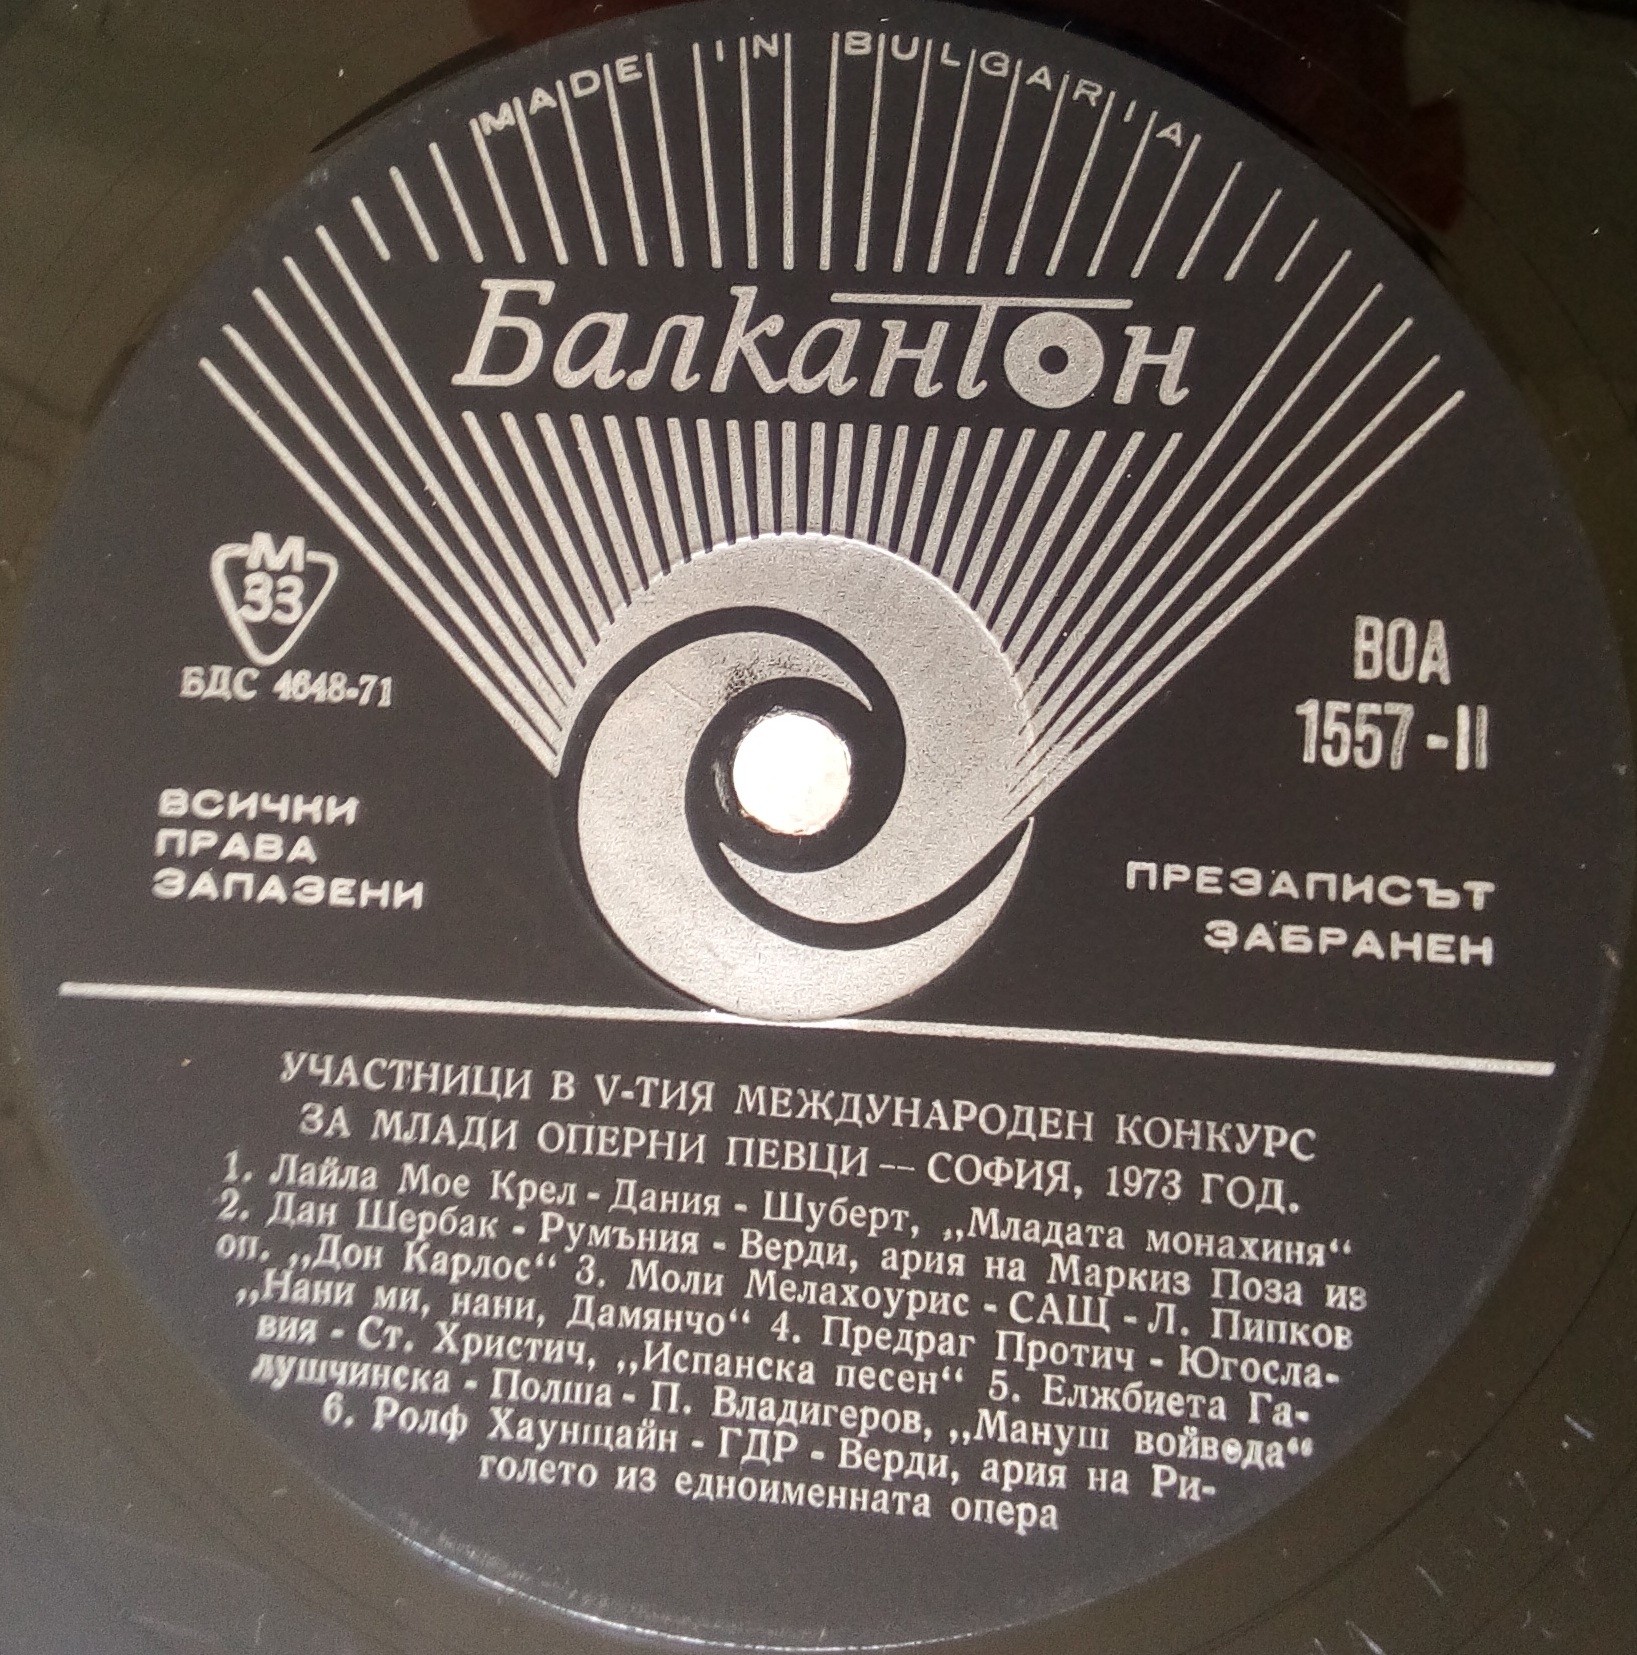 MADE IN BULGARIA
Балкантон
М
33
БДС 4648-71
ВОА
1557-II
ВСИЧКИ
ПРАВА
ЗАПАЗЕНИ
ПРЕЗАПИСЪТ
ЗАБРАНЕН
УЧАСТНИЦИ В V-ТИЯ МЕЖДУНАРОДЕН КОНКУРС
ЗА МЛАДИ ОПЕРНИ ПЕВЦИ — СОФИЯ, 1973 ГОД.
1. Лайла Мое Крел - Дания - Шуберт, „Младата монахиня“
2. Дан Шербак - Румъния - Верди, ария на Маркиз Поза из
оп. „Дон Карлос“ 3. Моли Мелахоурис - САЩ - Л. Пипков
„Нани ми, нани, Дамянчо“ 4. Предраг Протич - Югосла-
вия - Ст. Христич, „Испанска песен“ 5. Елжбиета Га-
лушчинска - Полша - П. Владигеров, „Мануш войвода“
6. Ролф Хаунщайн - ГДР - Верди, ария на Ри-
голето из едноименната опера